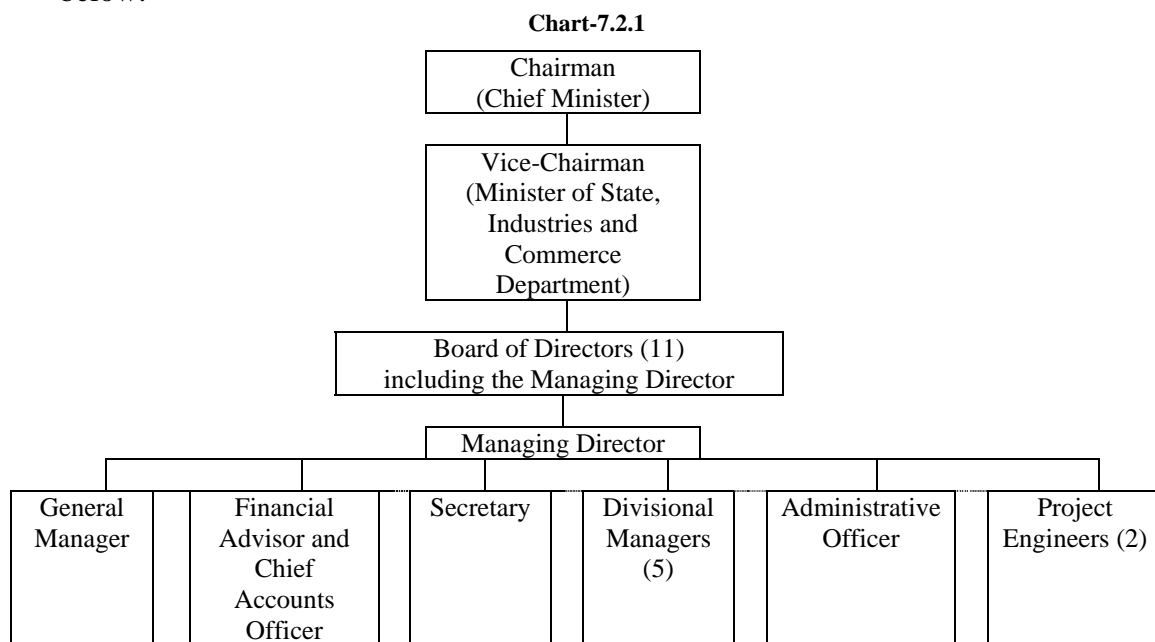 below:
Chart-7.2.1
Chairman
(Chief Minister)
Vice-Chairman
(Minister of State,
Industries and
Commerce
Department)
Board of Directors (11)
including the Managing Director
Managing Director
General
Manager
Financial
Advisor and
Chief
Accounts
Officer
Secretary
Divisional
Managers
(5)
Administrative
Officer
Project
Engineers (2)